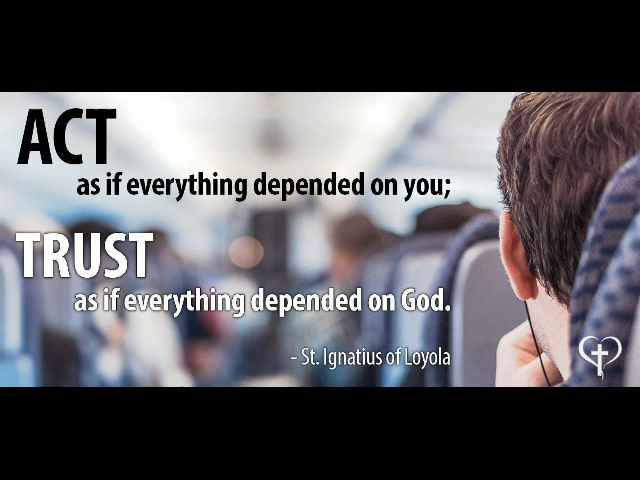 ACT
as if everything depended on you;
TRUST
as if everything depended on God.
- St. Ignatius of Loyola